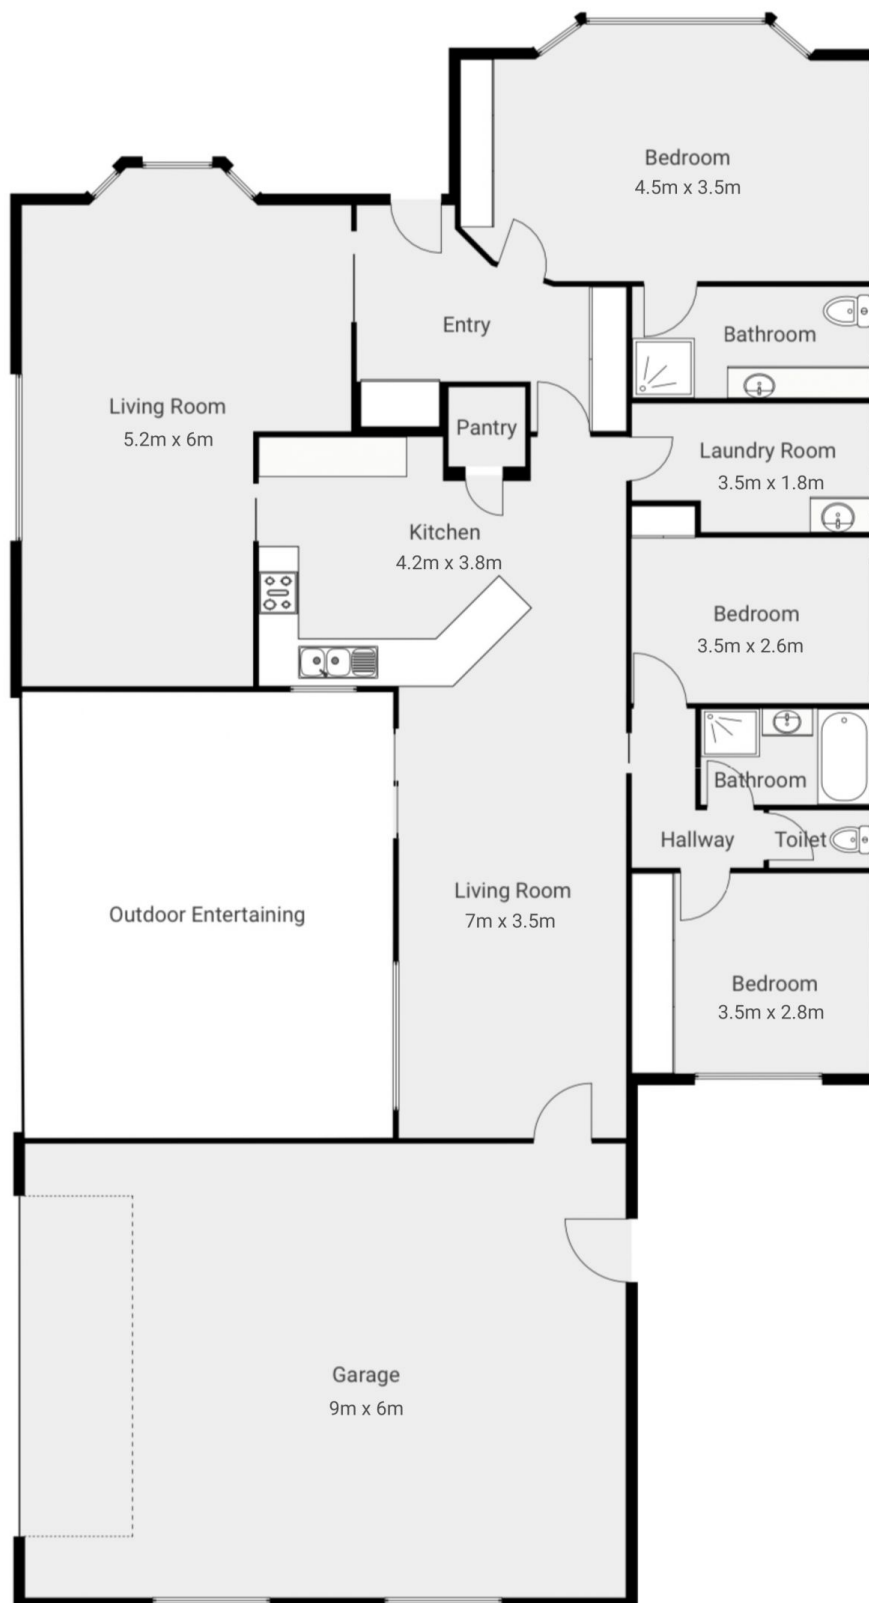 Bedroom
4.5m x 3.5m
Entry
Bathroom
Living Room
5.2m x 6m
Pantry
Laundry Room
3.5m x 1.8m
Kitchen
4.2m x 3.8m
Bedroom
3.5m x 2.6m
Bathroom
Hallway
Toilet
Living Room
7m x 3.5m
Outdoor Entertaining
Bedroom
3.5m x 2.8m
Garage
9m x 6m